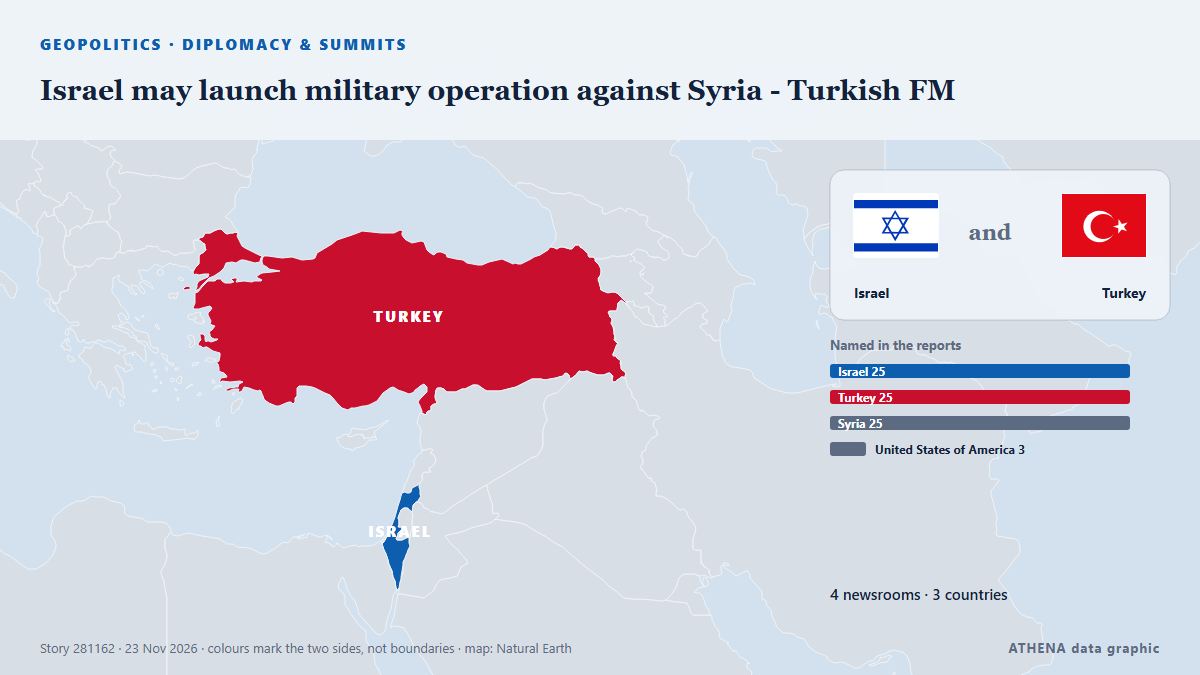 GEOPOLITICS · DIPLOMACY & SUMMITS
Israel may launch military operation against Syria - Turkish FM
TURKEY
ISRAEL
and
Israel
Turkey
Named in the reports
Israel 25
Turkey 25
Syria 25
United States of America 3
4 newsrooms · 3 countries
Story 281162 · 23 Nov 2026 · colours mark the two sides, not boundaries · map: Natural Earth
ATHENA data graphic